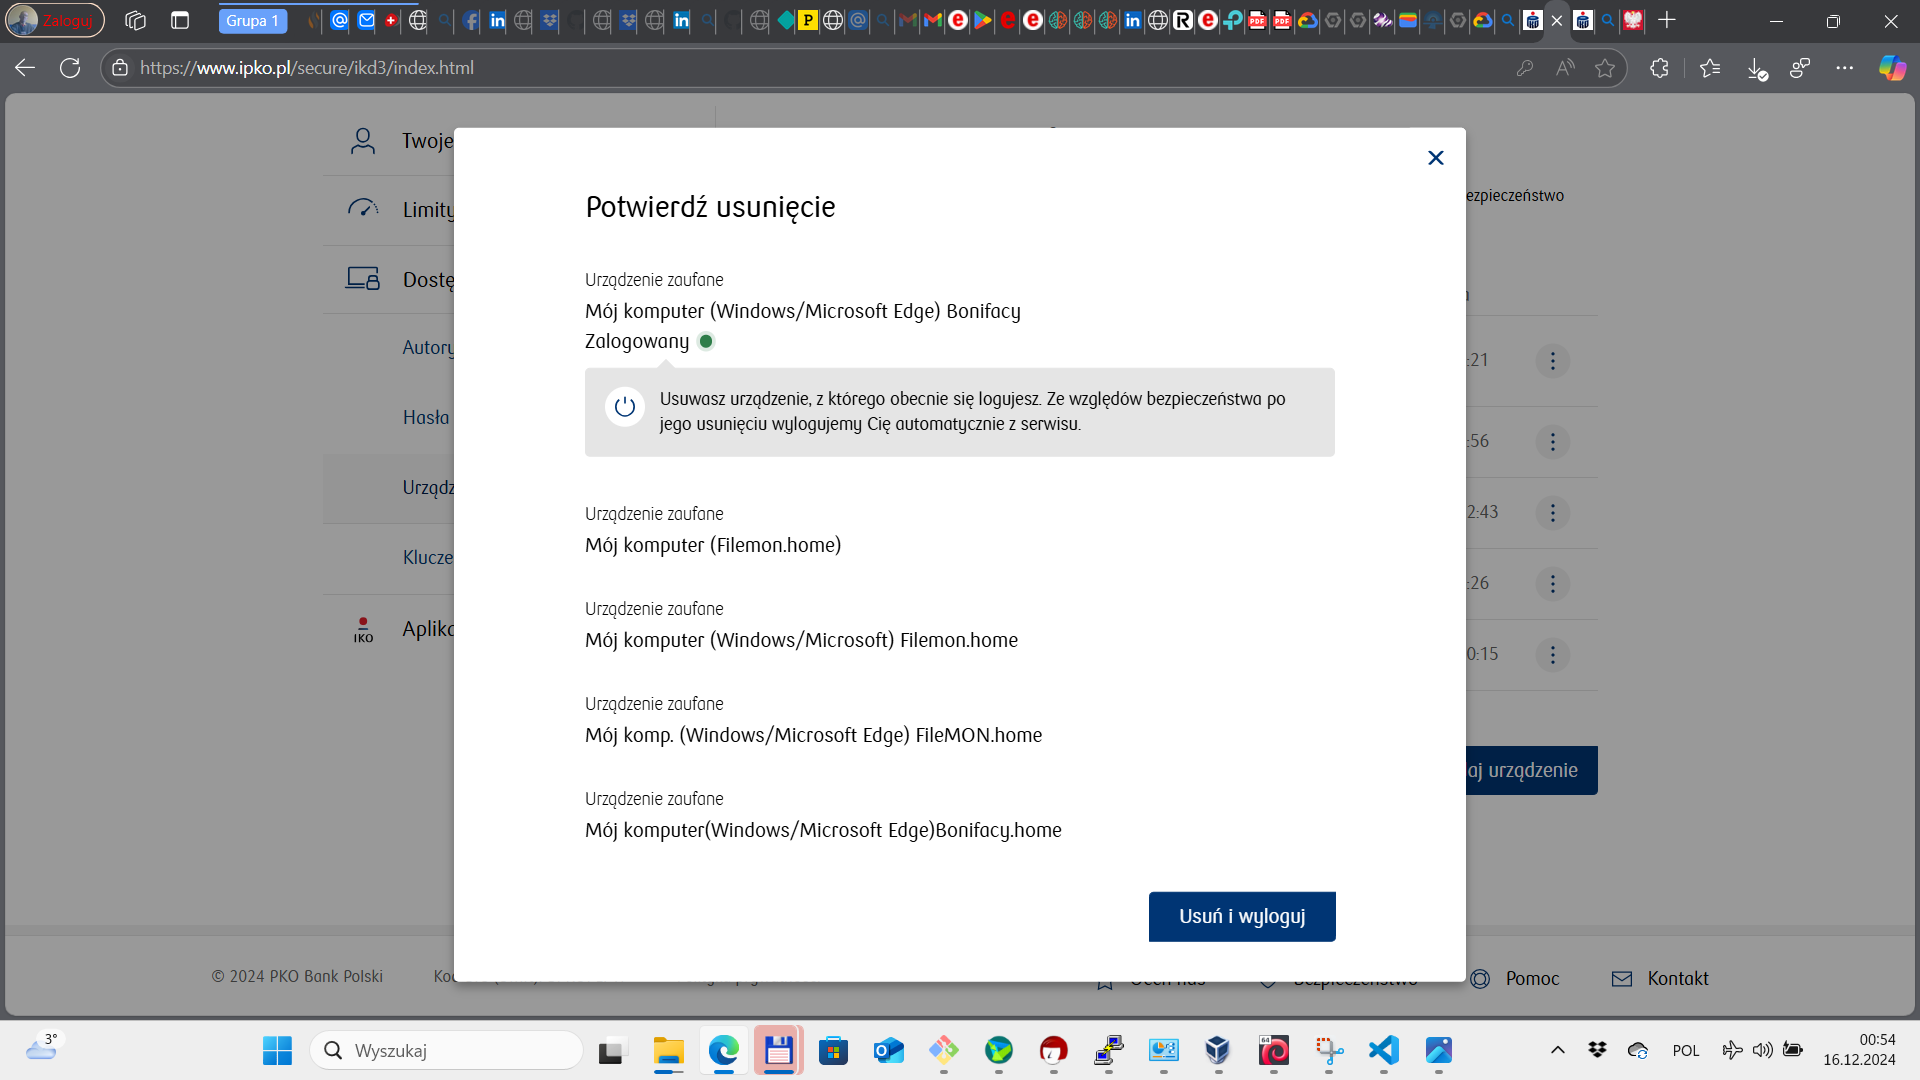 Zaloguj
Grupa 1
https://www.ipko.pl/secure/ikd3/index.html
Twoje
Limity
Dostę
Autory
Hasła
Urządz
Klucze
IKO
Aplika
Potwierdź usunięcie
Urządzenie zaufane
Mój komputer (Windows/Microsoft Edge) Bonifacy
Zalogowany
Usuwasz urządzenie, z którego obecnie się logujesz. Ze względów bezpieczeństwa po
jego usunięciu wylogujemy Cię automatycznie z serwisu.
Urządzenie zaufane
Mój komputer (Filemon.home)
Urządzenie zaufane
Mój komputer (Windows/Microsoft) Filemon.home
Urządzenie zaufane
Mój komp. (Windows/Microsoft Edge) FileMON.home
Urządzenie zaufane
Mój komputer(Windows/Microsoft Edge)Bonifacy.home
Usuń i wyloguj
ezpieczeństwo
:21
:56
2:43
:26
0:15
aj urządzenie
© 2024 PKO Bank Polski
Pomoc
Kontakt
3°
Wyszukaj
POL
00:54
16.12.2024